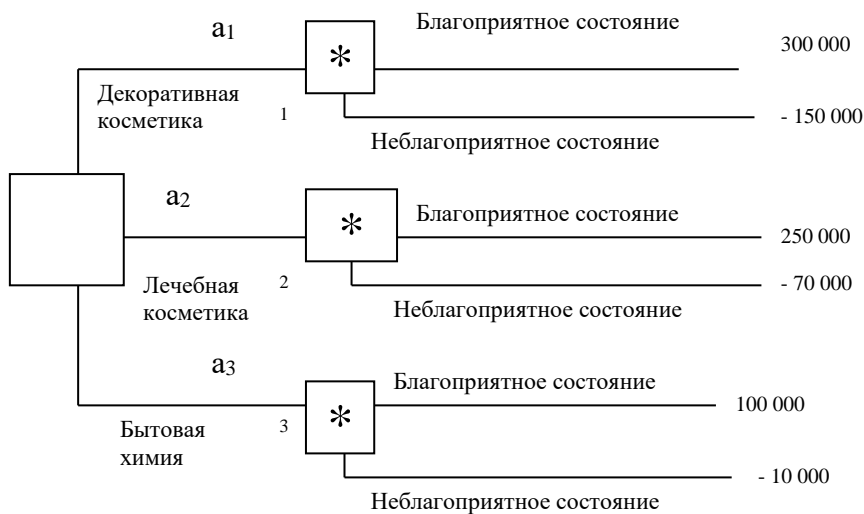 a1
Благоприятное состояние
300 000
*
Декоративная
косметика
1
- 150 000
Неблагоприятное состояние
a2
Благоприятное состояние
*
250 000
Лечебная
косметика
2
- 70 000
Неблагоприятное состояние
a3
Благоприятное состояние
100 000
*
Бытовая
химия
3
- 10 000
Неблагоприятное состояние